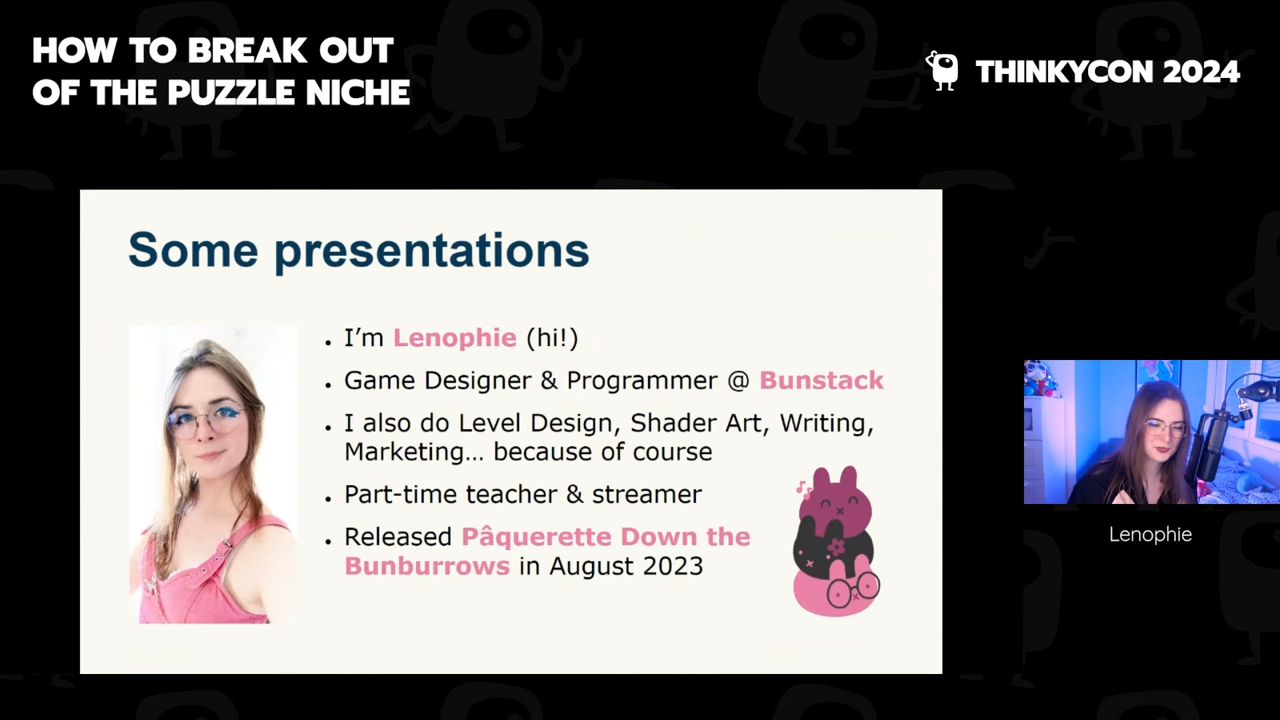 HOW TO BREAK OUT
OF THE PUZZLE NICHE
THINKYCON 2024
Some presentations
• I’m Lenophie (hi!)
• Game Designer & Programmer @ Bunstack
• I also do Level Design, Shader Art, Writing,
Marketing... because of course
• Part-time teacher & streamer
• Released Pâquerette Down the
Bunburrows in August 2023
Lenophie